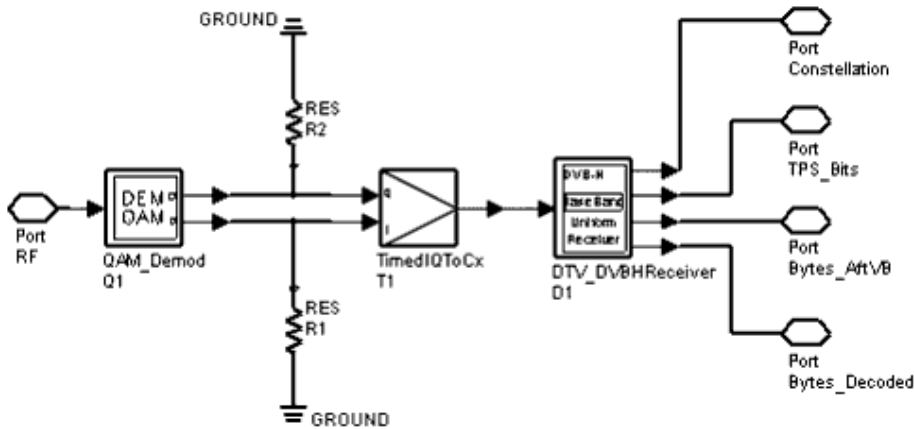 GROUND
Port
Constellation
RES
R2
Port
TPS_Bits
DVB-H
Base Band
Uniform
Receiver
DEM
QAM
q
i
Port
RF
QAM_Demod
Q1
TimedIQToCx
T1
DTV_DVBHReceiver
D1
Port
Bytes_AftVB
RES
R1
Port
Bytes_Decoded
GROUND